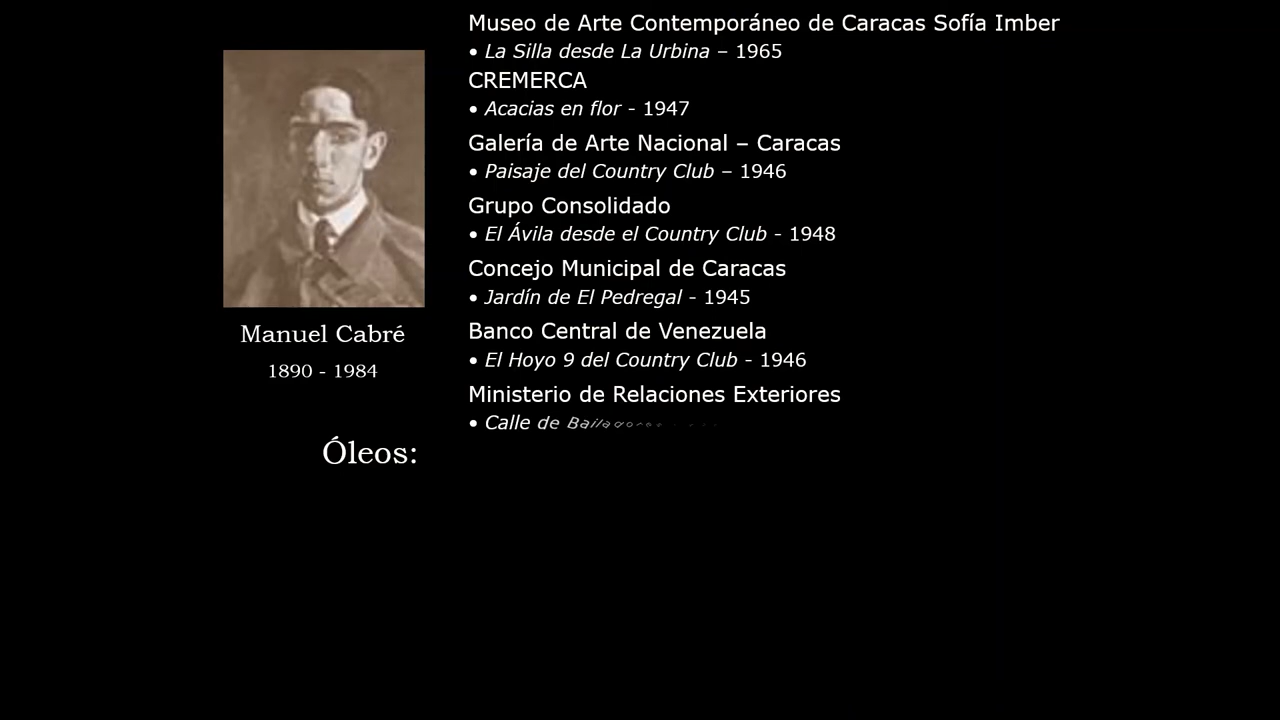 Museo de Arte Contemporáneo de Caracas Sofía Imber
• La Silla desde La Urbina – 1965
CREMERCA
• Acacias en flor - 1947
Galería de Arte Nacional – Caracas
• Paisaje del Country Club – 1946
Grupo Consolidado
• El Ávila desde el Country Club - 1948
Concejo Municipal de Caracas
• Jardín de El Pedregal - 1945
Banco Central de Venezuela
• El Hoyo 9 del Country Club - 1946
Ministerio de Relaciones Exteriores
• Calle de
Manuel Cabré
1890 - 1984
Óleos: